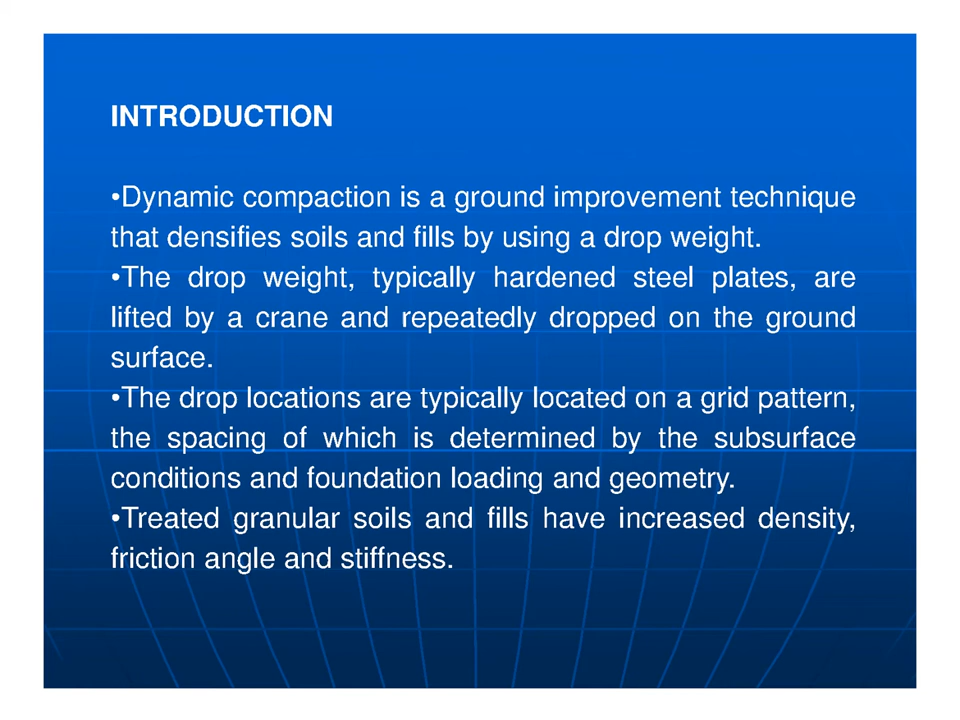 INTRODUCTION
•Dynamic compaction is a ground improvement technique
that densifies soils and fills by using a drop weight.
•The drop weight, typically hardened steel plates, are
lifted by a crane and repeatedly dropped on the ground
surface.
•The drop locations are typically located on a grid pattern,
the spacing of which is determined by the subsurface
conditions and foundation loading and geometry.
•Treated granular soils and fills have increased density,
friction angle and stiffness.